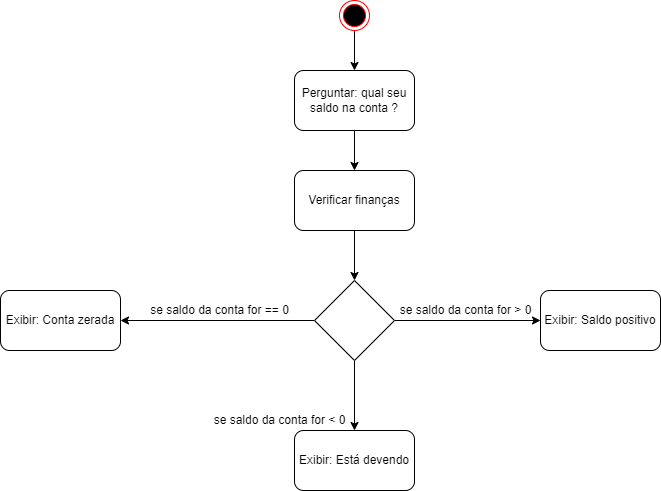 Perguntar: qual seu
saldo na conta ?
Verificar finanças
se saldo da conta for == 0
se saldo da conta for > 0
Exibir: Conta zerada
Exibir: Saldo positivo
se saldo da conta for < 0
Exibir: Está devendo